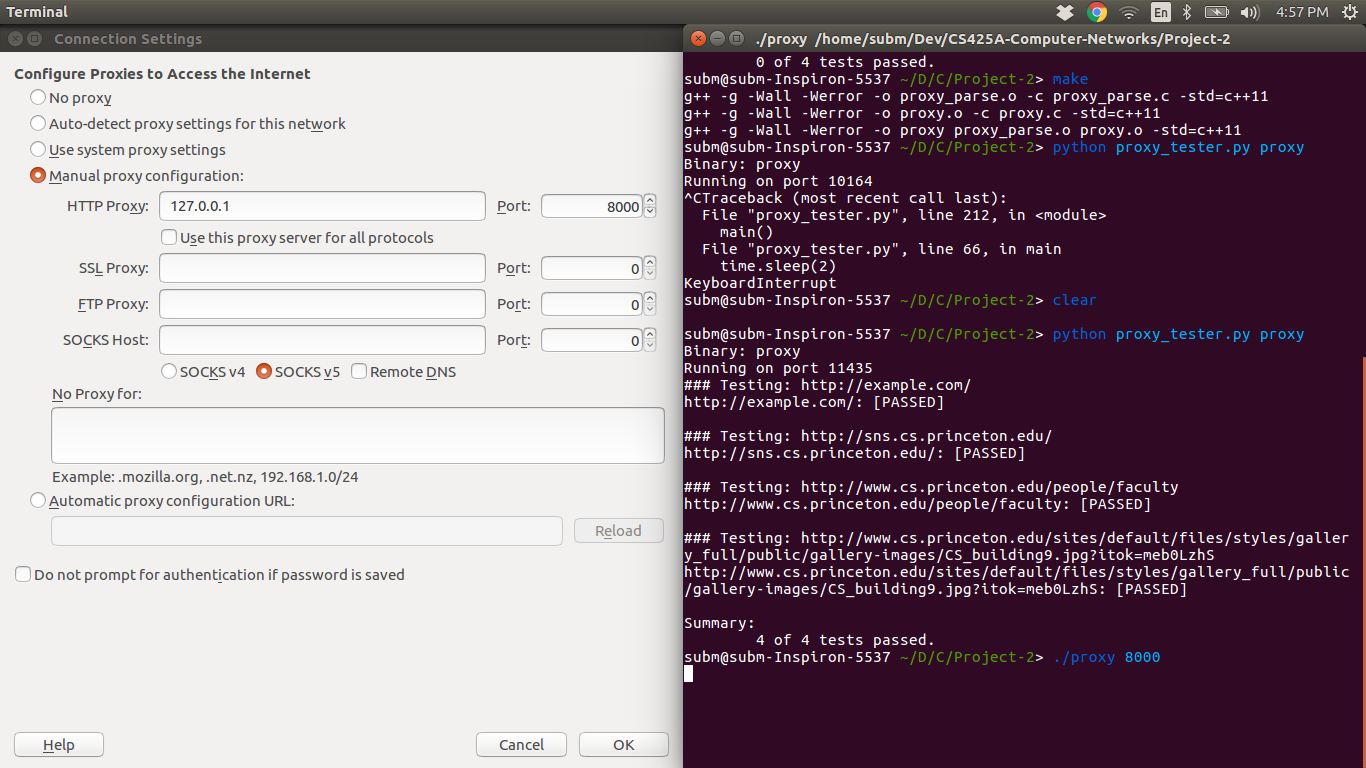 Terminal
En
4:57 PM
Connection Settings
Configure Proxies to Access the Internet
No proxy
Auto-detect proxy settings for this network
Use system proxy settings
Manual proxy configuration:
HTTP Proxy: 127.0.0.1 Port: 8000
Use this proxy server for all protocols
SSL Proxy: Port: 0
FTP Proxy: Port: 0
SOCKS Host: Port: 0
SOCKS v4 SOCKS v5 Remote DNS
No Proxy for:
Example: .mozilla.org, .net.nz, 192.168.1.0/24
Automatic proxy configuration URL:
Reload
Do not prompt for authentication if password is saved
Help Cancel OK
./proxy /home/subm/Dev/CS425A-Computer-Networks/Project-2
0 of 4 tests passed.
subm@subm-Inspiron-5537 ~/D/C/Project-2> make
g++ -g -Wall -Werror -o proxy_parse.o -c proxy_parse.c -std=c++11
g++ -g -Wall -Werror -o proxy.o -c proxy.c -std=c++11
g++ -g -Wall -Werror -o proxy proxy_parse.o proxy.o -std=c++11
subm@subm-Inspiron-5537 ~/D/C/Project-2> python proxy_tester.py proxy
Binary: proxy
Running on port 10164
^CTraceback (most recent call last):
File "proxy_tester.py", line 212, in <module>
main()
File "proxy_tester.py", line 66, in main
time.sleep(2)
KeyboardInterrupt
subm@subm-Inspiron-5537 ~/D/C/Project-2> clear
subm@subm-Inspiron-5537 ~/D/C/Project-2> python proxy_tester.py proxy
Binary: proxy
Running on port 11435
### Testing: http://example.com/
http://example.com/: [PASSED]
### Testing: http://sns.cs.princeton.edu/
http://sns.cs.princeton.edu/: [PASSED]
### Testing: http://www.cs.princeton.edu/people/faculty
http://www.cs.princeton.edu/people/faculty: [PASSED]
### Testing: http://www.cs.princeton.edu/sites/default/files/styles/galler
y_full/public/gallery-images/CS_building9.jpg?itok=meb0LzhS
http://www.cs.princeton.edu/sites/default/files/styles/gallery_full/public
/gallery-images/CS_building9.jpg?itok=meb0LzhS: [PASSED]
Summary:
4 of 4 tests passed.
subm@subm-Inspiron-5537 ~/D/C/Project-2> ./proxy 8000